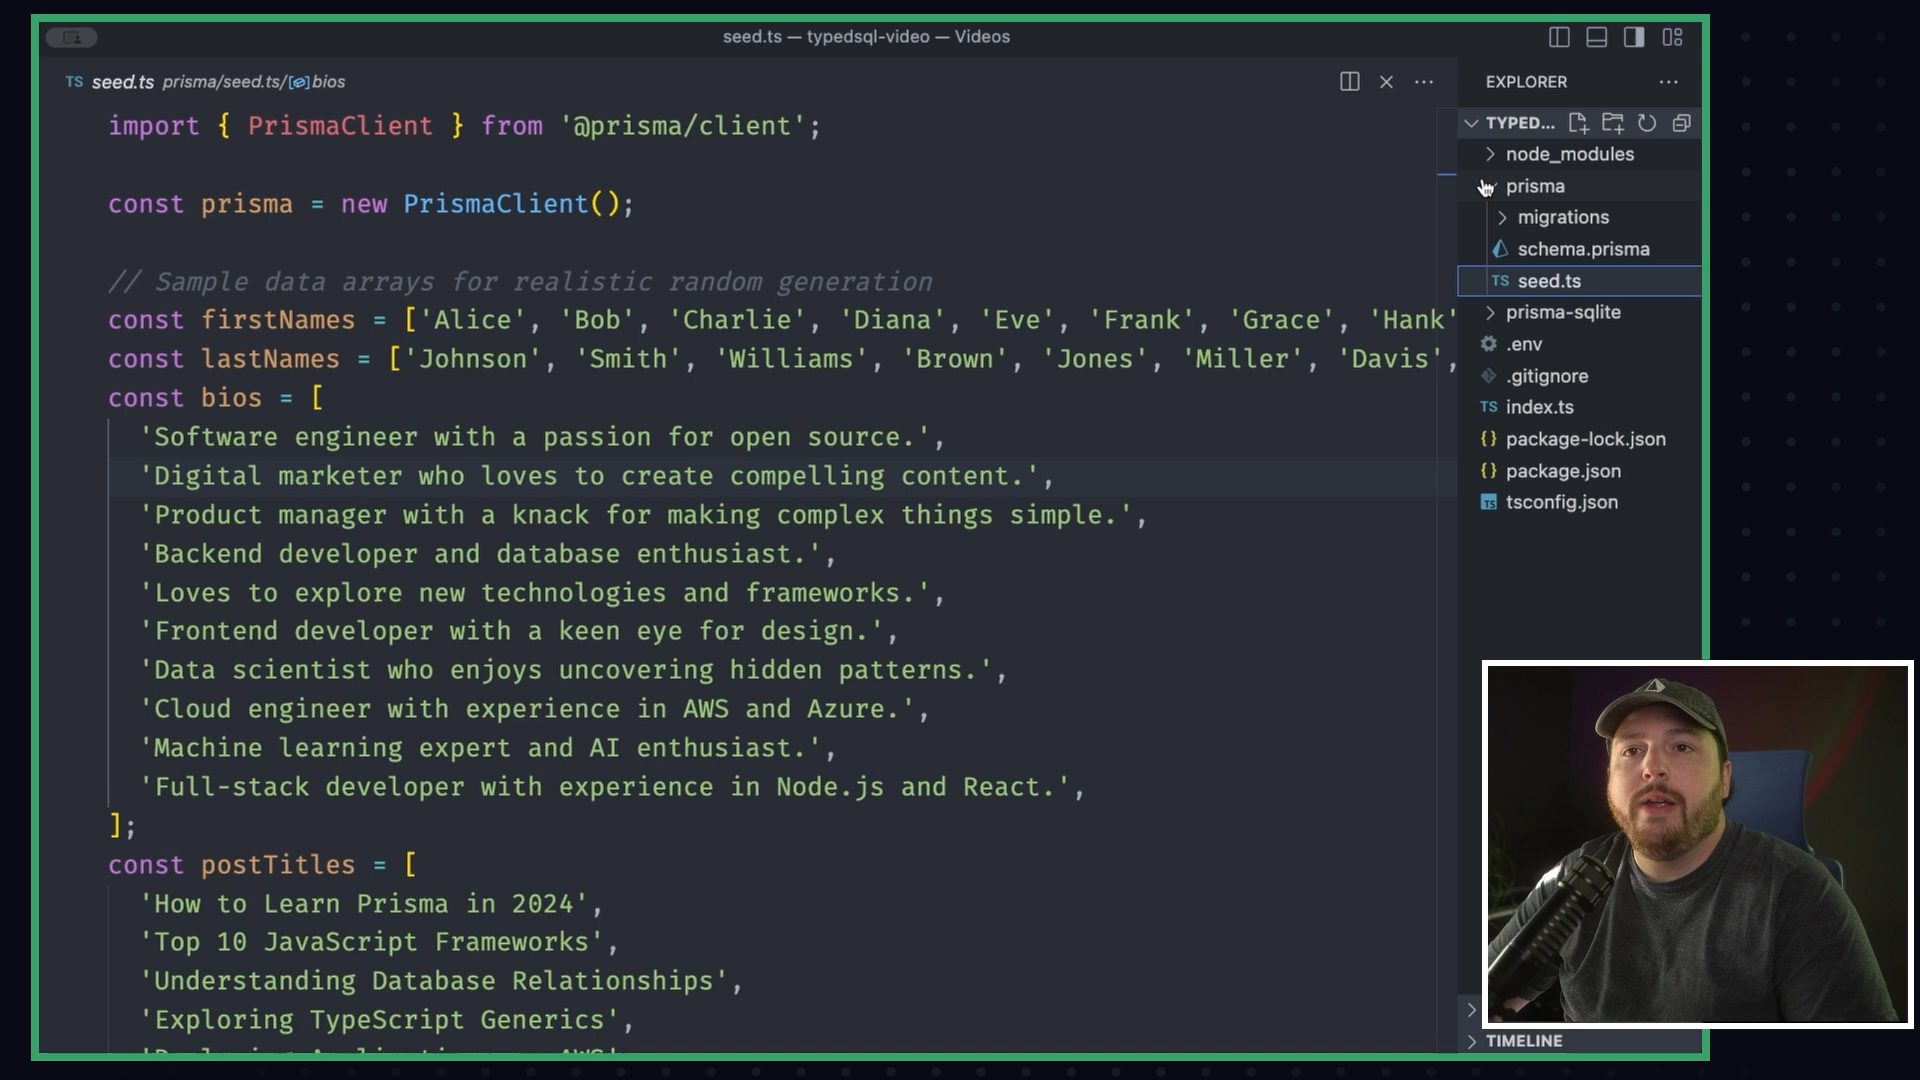 seed.ts — typedsql-video — Videos
TS seed.ts prisma/seed.ts/ bios
import { PrismaClient } from '@prisma/client';
const prisma = new PrismaClient();
// Sample data arrays for realistic random generation
const firstNames = ['Alice', 'Bob', 'Charlie', 'Diana', 'Eve', 'Frank', 'Grace', 'Hank'
const lastNames = ['Johnson', 'Smith', 'Williams', 'Brown', 'Jones', 'Miller', 'Davis',
const bios = [
'Software engineer with a passion for open source.',
'Digital marketer who loves to create compelling content.',
'Product manager with a knack for making complex things simple.',
'Backend developer and database enthusiast.',
'Loves to explore new technologies and frameworks.',
'Frontend developer with a keen eye for design.',
'Data scientist who enjoys uncovering hidden patterns.',
'Cloud engineer with experience in AWS and Azure.',
'Machine learning expert and AI enthusiast.',
'Full-stack developer with experience in Node.js and React.',
];
const postTitles = [
'How to Learn Prisma in 2024',
'Top 10 JavaScript Frameworks',
'Understanding Database Relationships',
'Exploring TypeScript Generics',
EXPLORER
TYPED...
node_modules
prisma
migrations
schema.prisma
TS seed.ts
prisma-sqlite
.env
.gitignore
TS index.ts
{} package-lock.json
{} package.json
TS tsconfig.json
TIMELINE